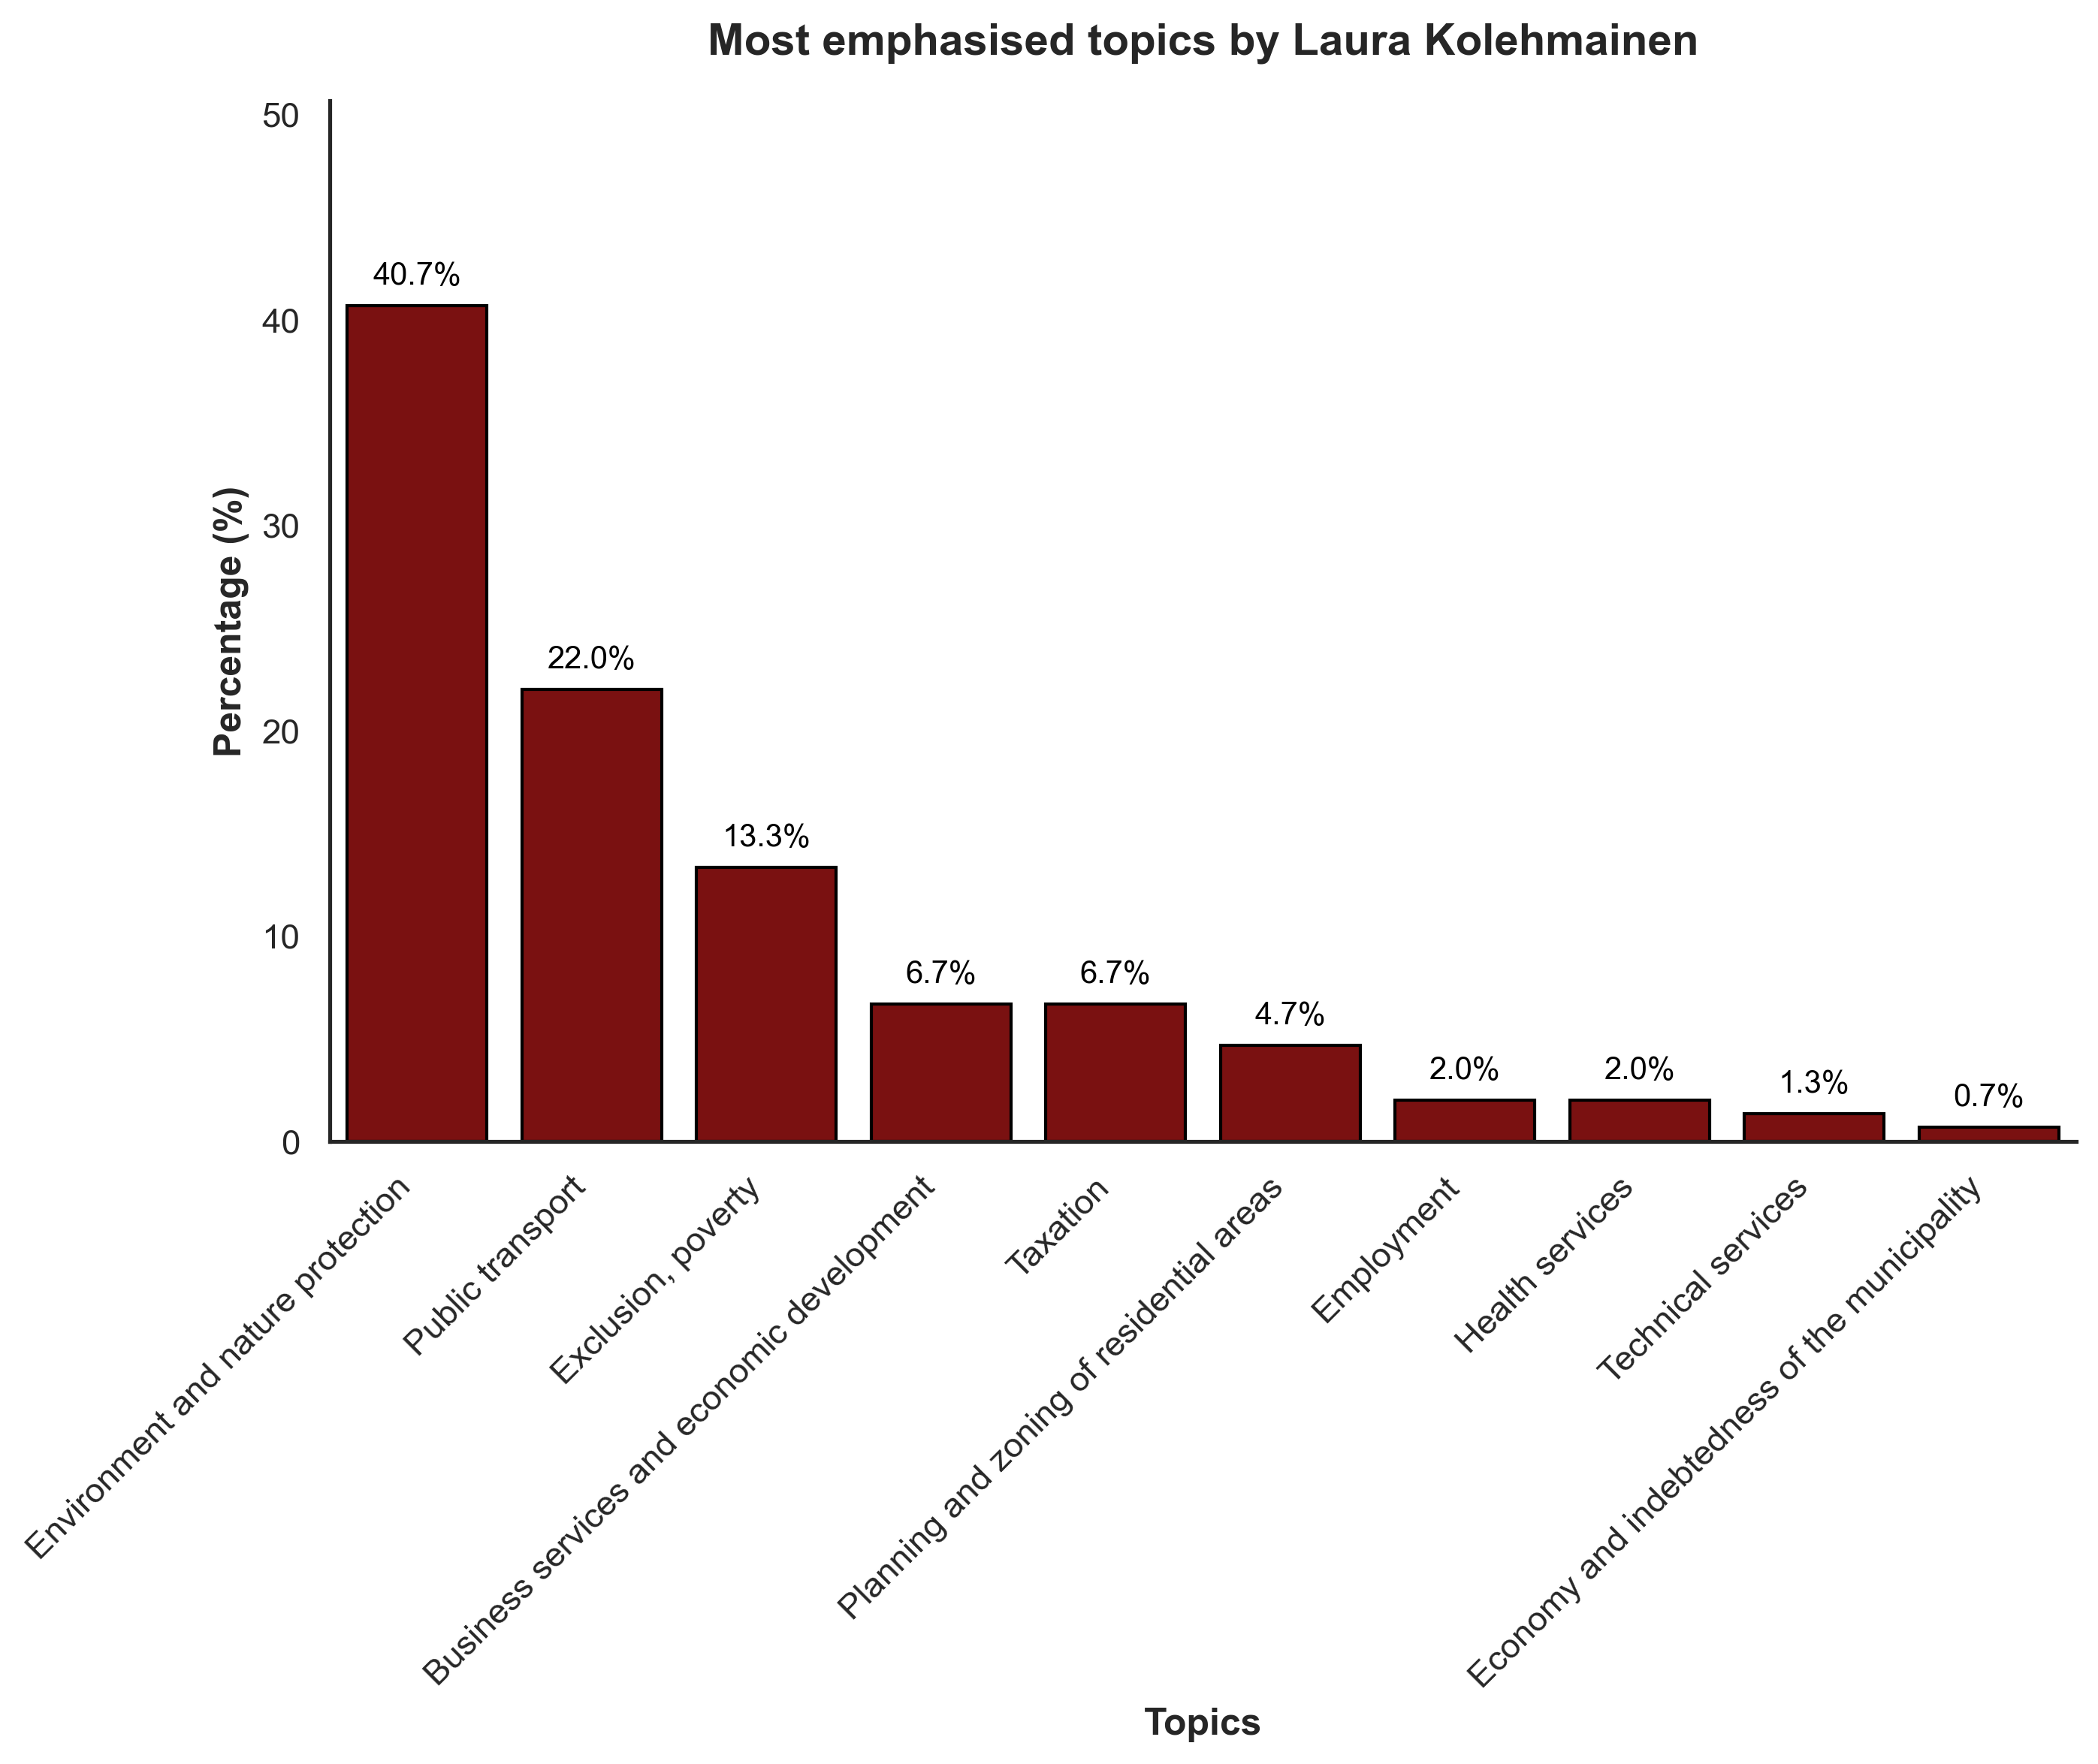 Most emphasised topics by Laura Kolehmainen
Percentage (%)
50
40
30
20
10
0
40.7%
22.0%
13.3%
6.7%
6.7%
4.7%
2.0%
2.0%
1.3%
0.7%
Environment and nature protection
Public transport
Exclusion, poverty
Business services and economic development
Taxation
Planning and zoning of residential areas
Employment
Health services
Technical services
Economy and indebtedness of the municipality
Topics